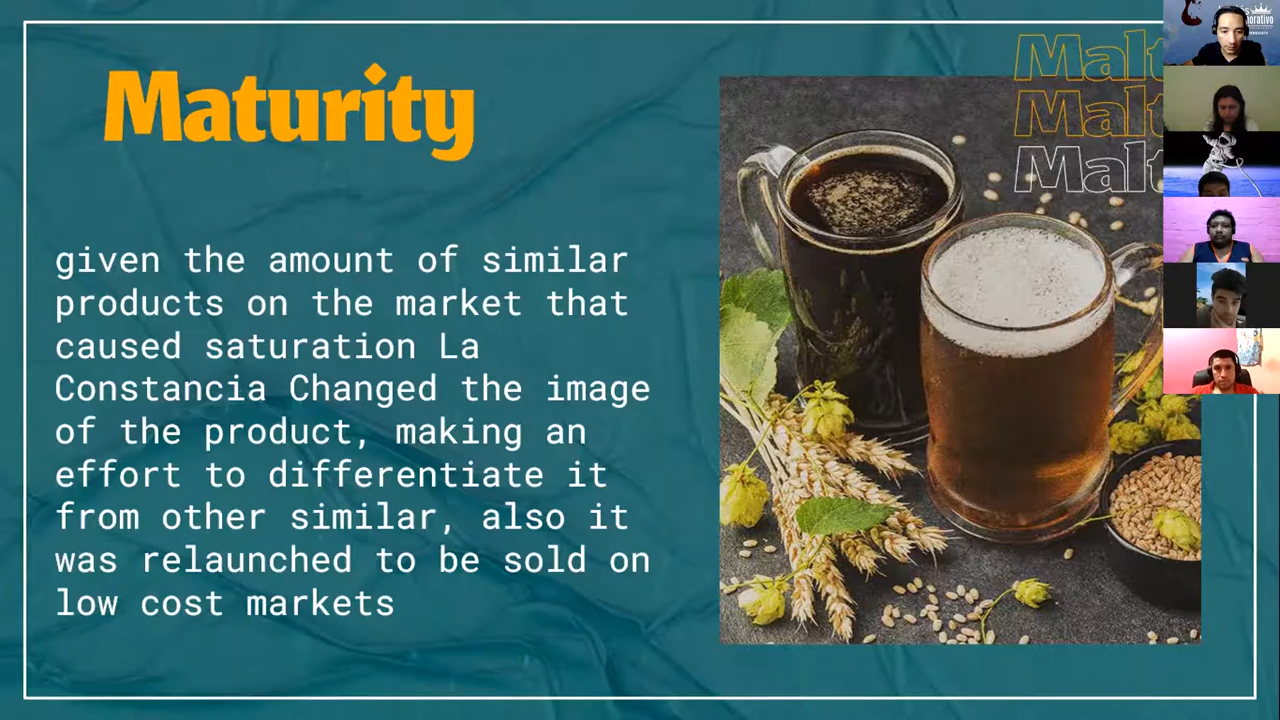 Maturity
given the amount of similar
products on the market that
caused saturation La
Constancia Changed the image
of the product, making an
effort to differentiate it
from other similar, also it
was relaunched to be sold on
low cost markets
Malt
Malt
Malt